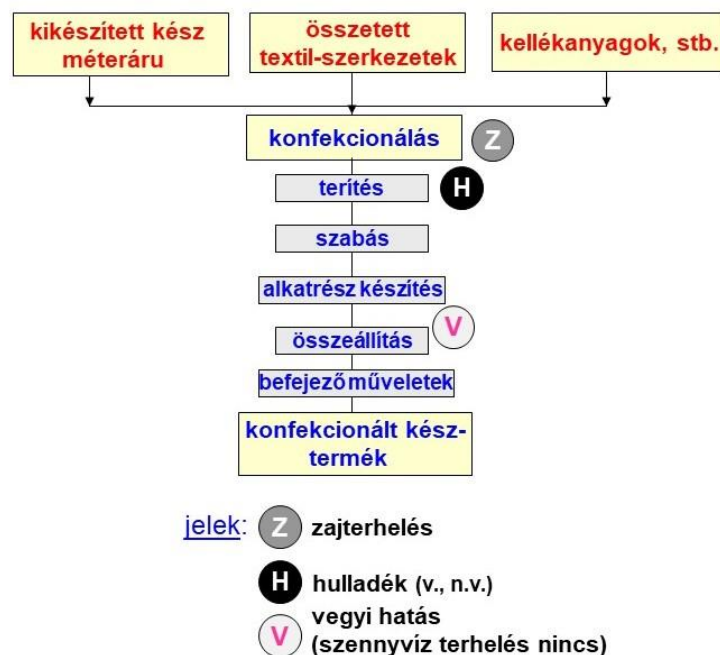 kikészített kész
méteráru
összetett
textil-szerkezetek
kellékanyagok, stb.
konfekcionálás
Z
terítés
H
szabás
alkatrész készítés
V
összeállítás
befejező műveletek
konfekcionált kész-
termék
jelek:
Z zajterhelés
H hulladék (v., n.v.)
V vegyi hatás
(szennyvíz terhelés nincs)